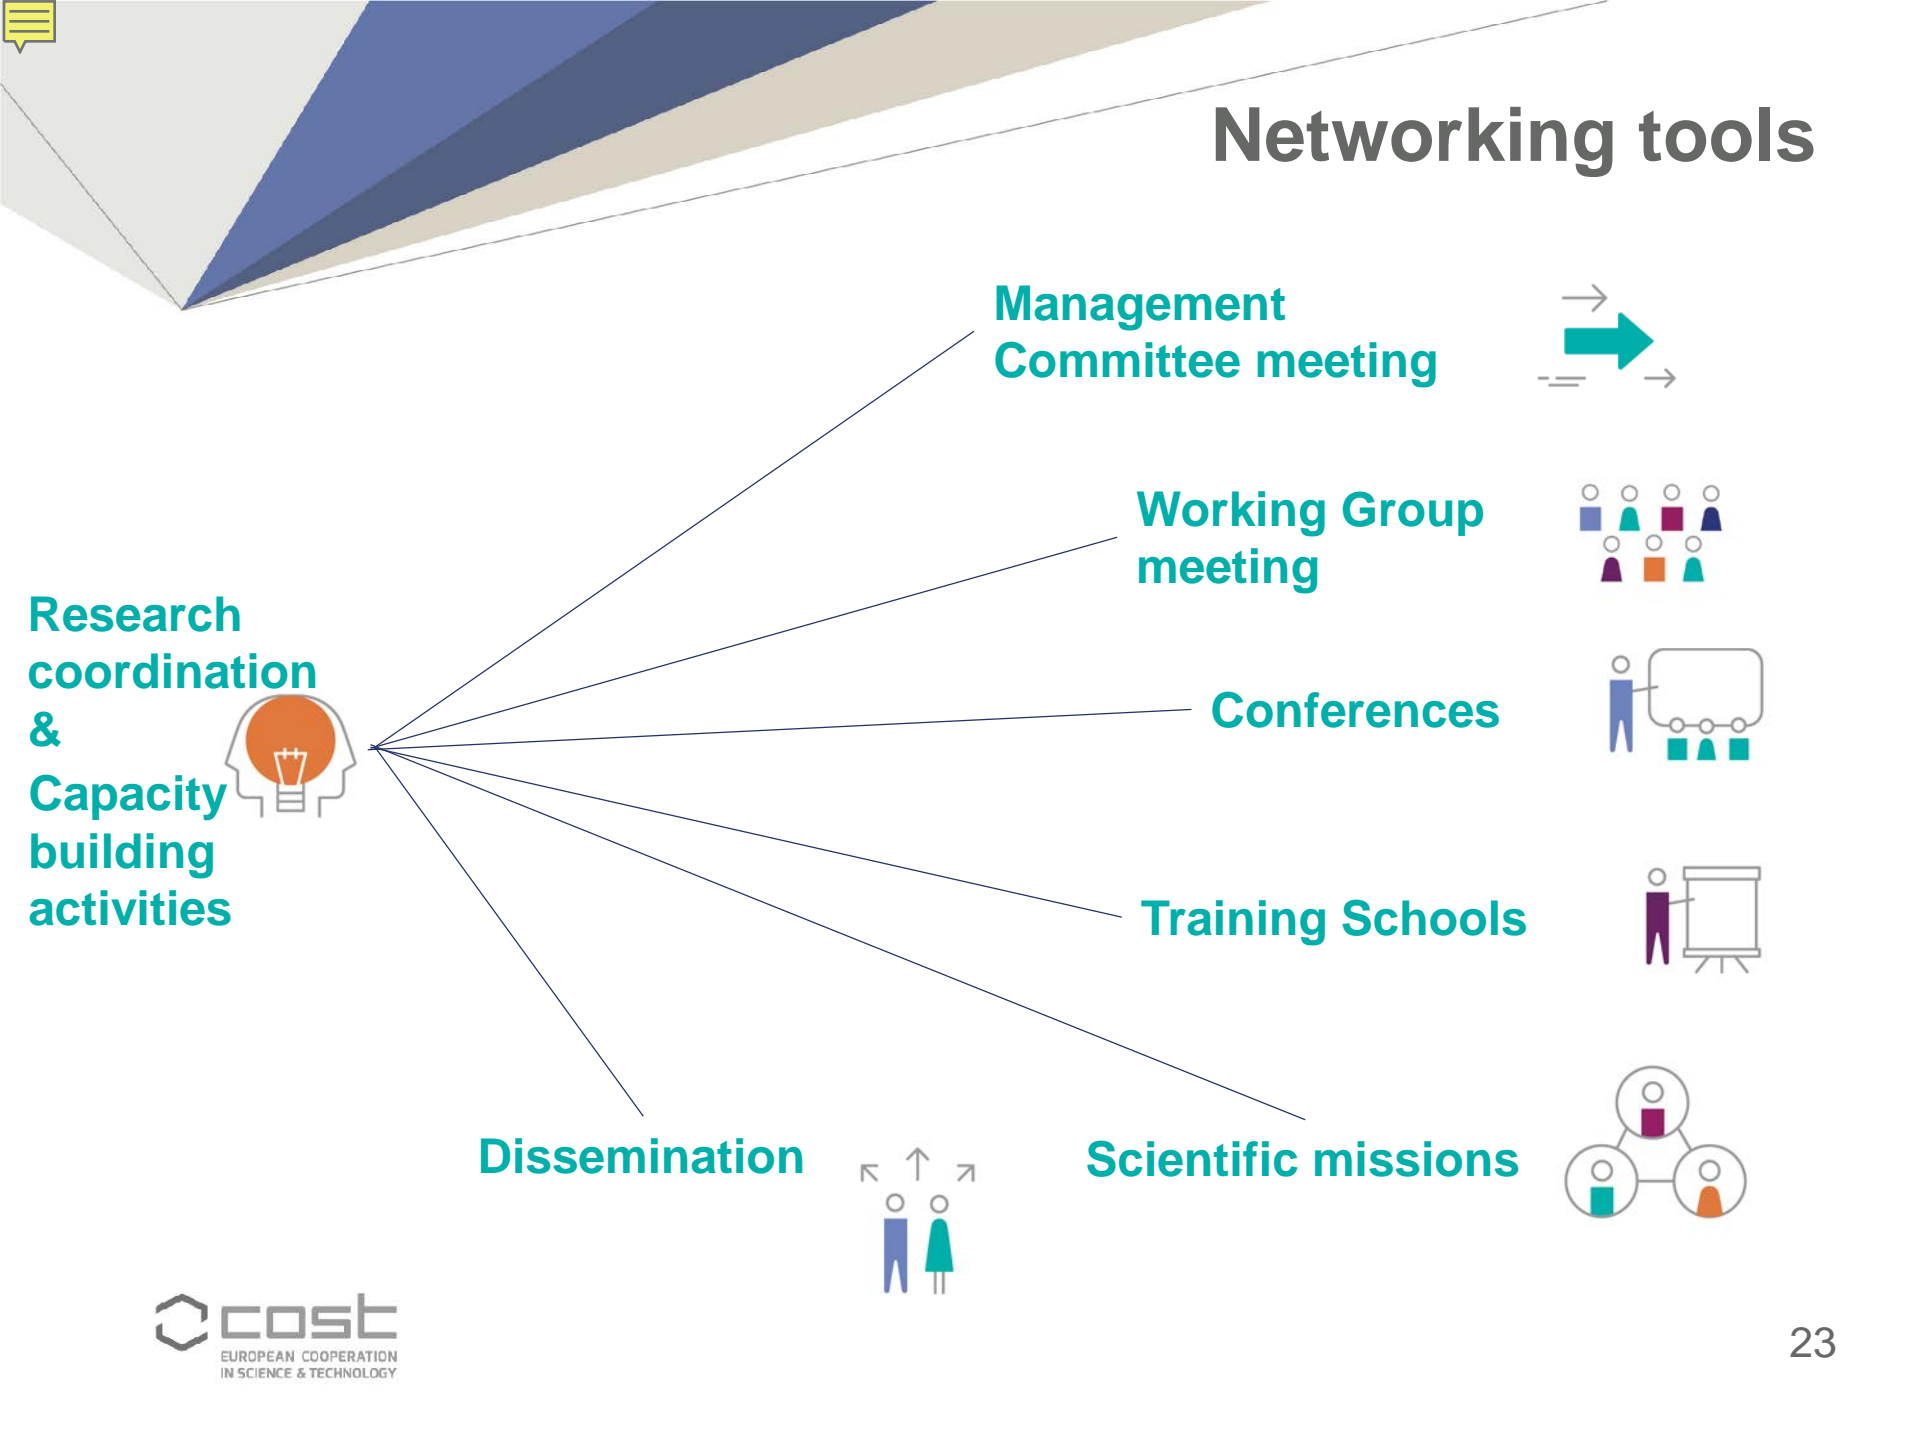 Networking tools
Management
Committee meeting
Working Group
meeting
Research
coordination
&
Capacity
building
activities
Conferences
Training Schools
Dissemination
Scientific missions
cost
EUROPEAN COOPERATION
IN SCIENCE & TECHNOLOGY
23